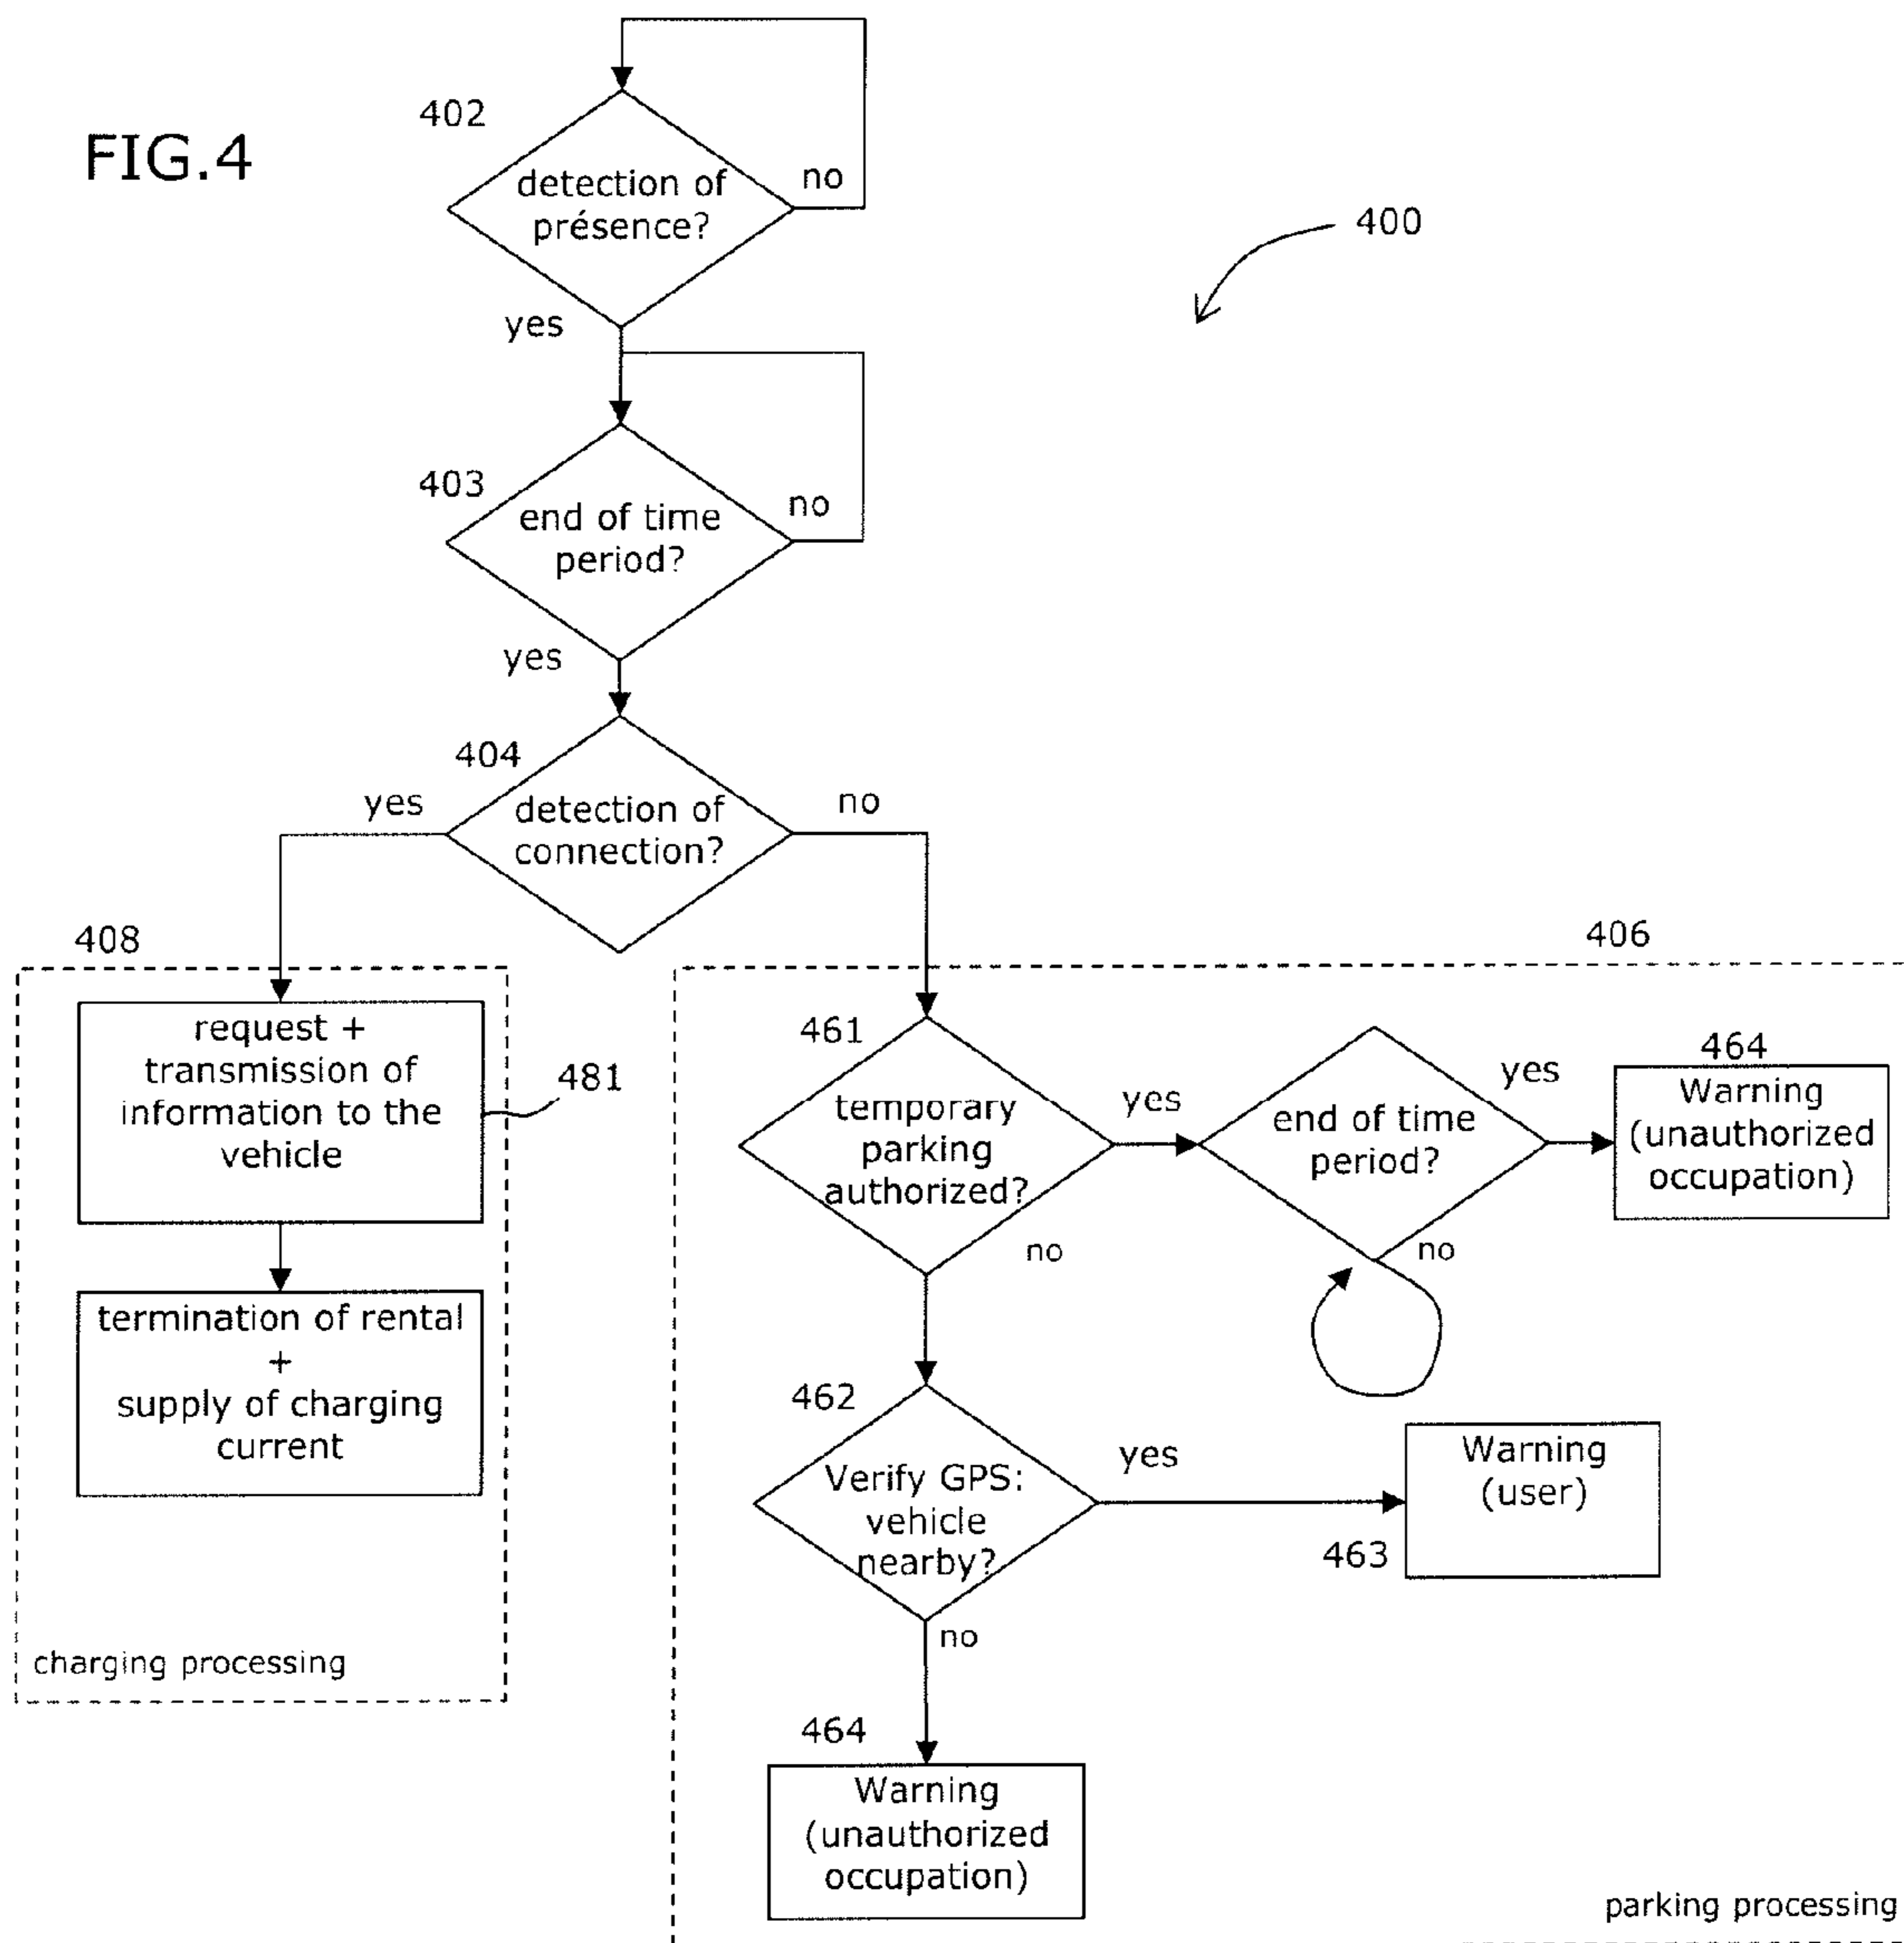 FIG.4
402
detection of
présence?
no
400
yes
403
end of time
period?
no
yes
404
detection of
connection?
yes
no
408
request +
transmission of
information to the
vehicle
481
termination of rental
+
supply of charging
current
charging processing
406
461
temporary
parking
authorized?
yes
no
end of time
period?
yes
no
464
Warning
(unauthorized
occupation)
462
Verify GPS:
vehicle
nearby?
yes
no
Warning
(user)
463
464
Warning
(unauthorized
occupation)
parking processing